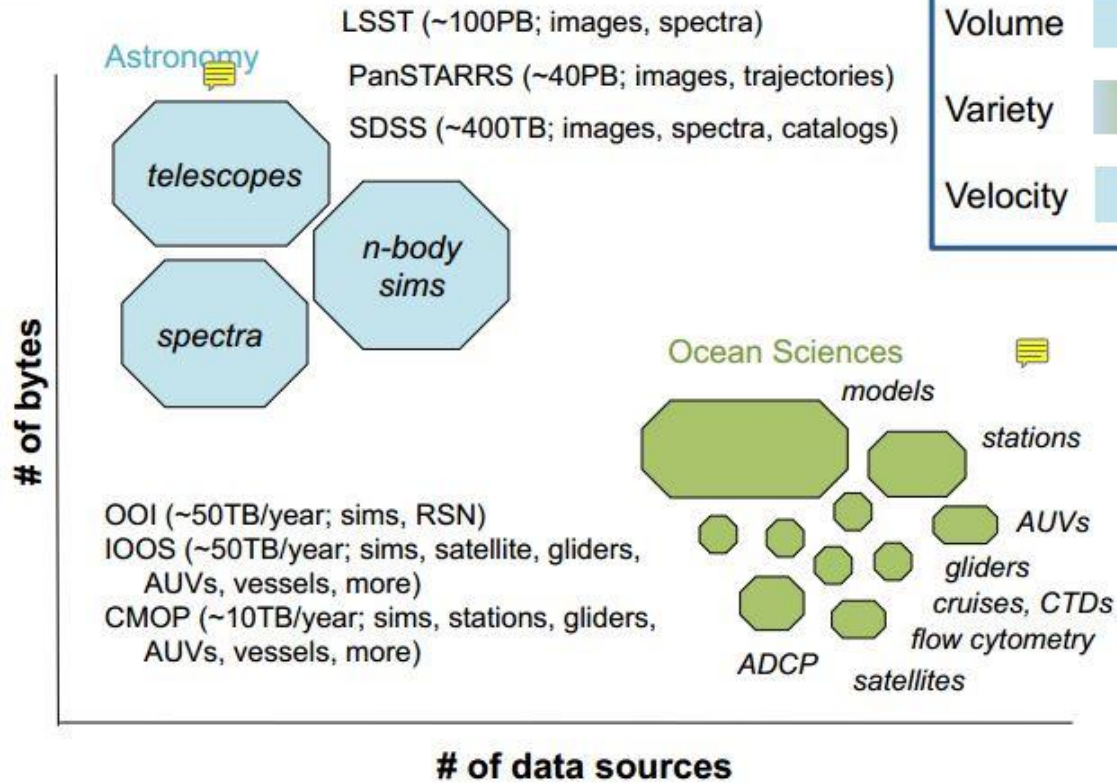 LSST (~100PB; images, spectra)
Astronomy
PanSTARRS (~40PB; images, trajectories)
SDSS (~400TB; images, spectra, catalogs)
Volume
Variety
Velocity
telescopes
n-body
sims
spectra
# of bytes
Ocean Sciences
models
stations
AUVs
gliders
cruises, CTDs
flow cytometry
satellites
ADCP
OOI (~50TB/year; sims, RSN)
IOOS (~50TB/year; sims, satellite, gliders,
AUVs, vessels, more)
CMOP (~10TB/year; sims, stations, gliders,
AUVs, vessels, more)
# of data sources